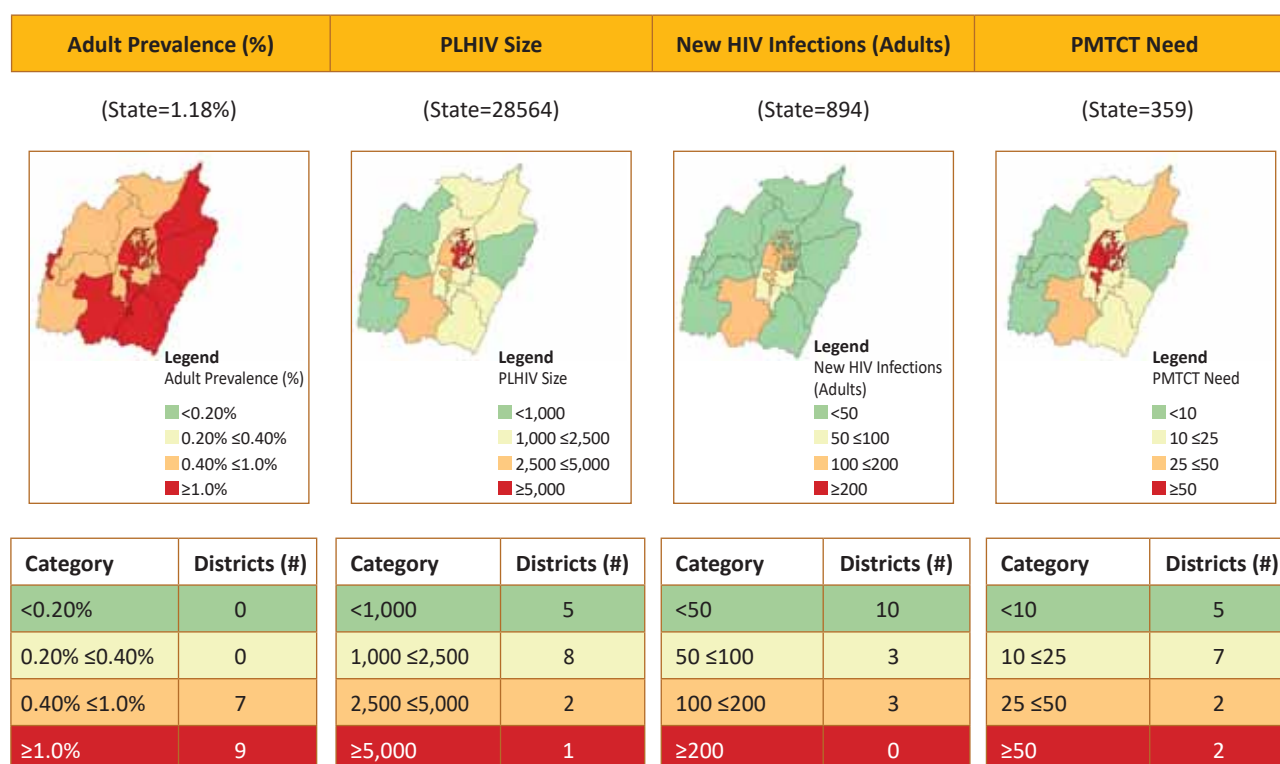 Adult Prevalence (%)
PLHIV Size
New HIV Infections (Adults)
PMTCT Need
(State=1.18%)
(State=28564)
(State=894)
(State=359)
Legend
Adult Prevalence (%)
<0.20%
0.20% ≤0.40%
0.40% ≤1.0%
≥1.0%
Legend
PLHIV Size
<1,000
1,000 ≤2,500
2,500 ≤5,000
≥5,000
Legend
New HIV Infections
(Adults)
<50
50 ≤100
100 ≤200
≥200
Legend
PMTCT Need
<10
10 ≤25
25 ≤50
≥50
Category Districts (#)
<0.20% 0
0.20% ≤0.40% 0
0.40% ≤1.0% 7
≥1.0% 9
Category Districts (#)
<1,000 5
1,000 ≤2,500 8
2,500 ≤5,000 2
≥5,000 1
Category Districts (#)
<50 10
50 ≤100 3
100 ≤200 3
≥200 0
Category Districts (#)
<10 5
10 ≤25 7
25 ≤50 2
≥50 2